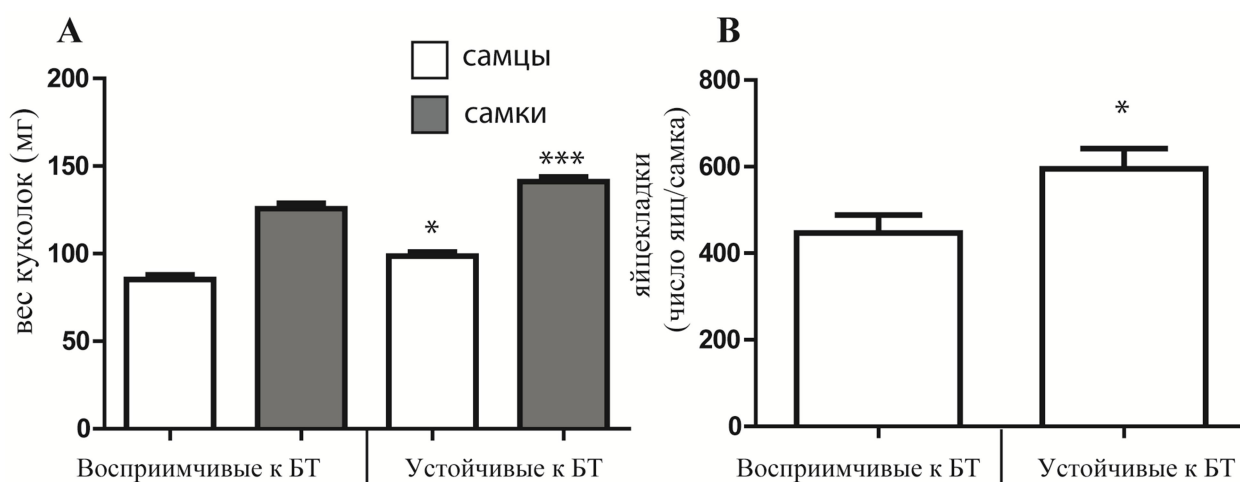 A
самцы
самки
вес куколок (мг)
200
150
100
50
0
*
***
Восприимчивые к БТ
Устойчивые к БТ
B
яйцекладки
(число яиц/самка)
800
600
400
200
0
*
Восприимчивые к БТ
Устойчивые к БТ